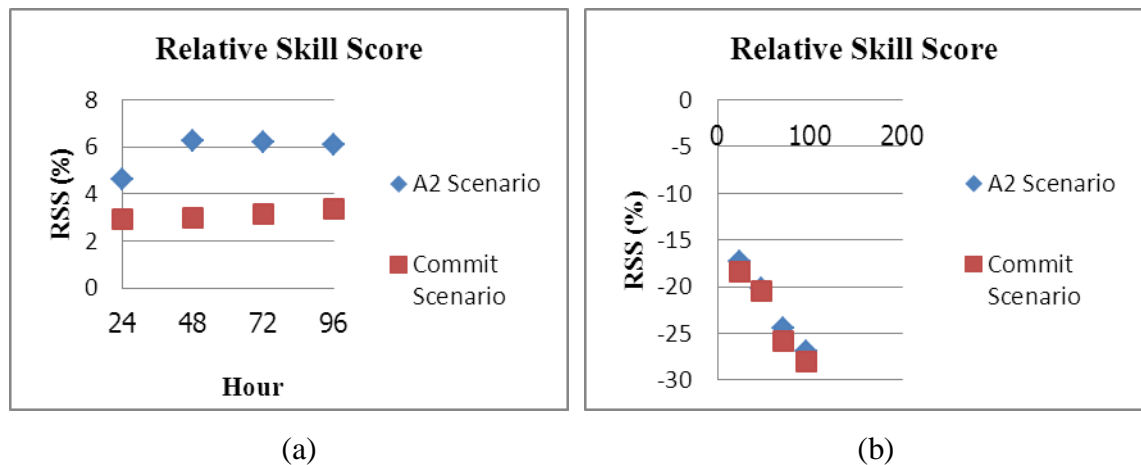 Relative Skill Score
8
6
4
2
0
RSS (%)
24 48 72 96
Hour
A2 Scenario
Commit
Scenario
(a)
Relative Skill Score
0
-5
-10
-15
-20
-25
-30
RSS (%)
0 100 200
A2 Scenario
Commit
Scenario
(b)